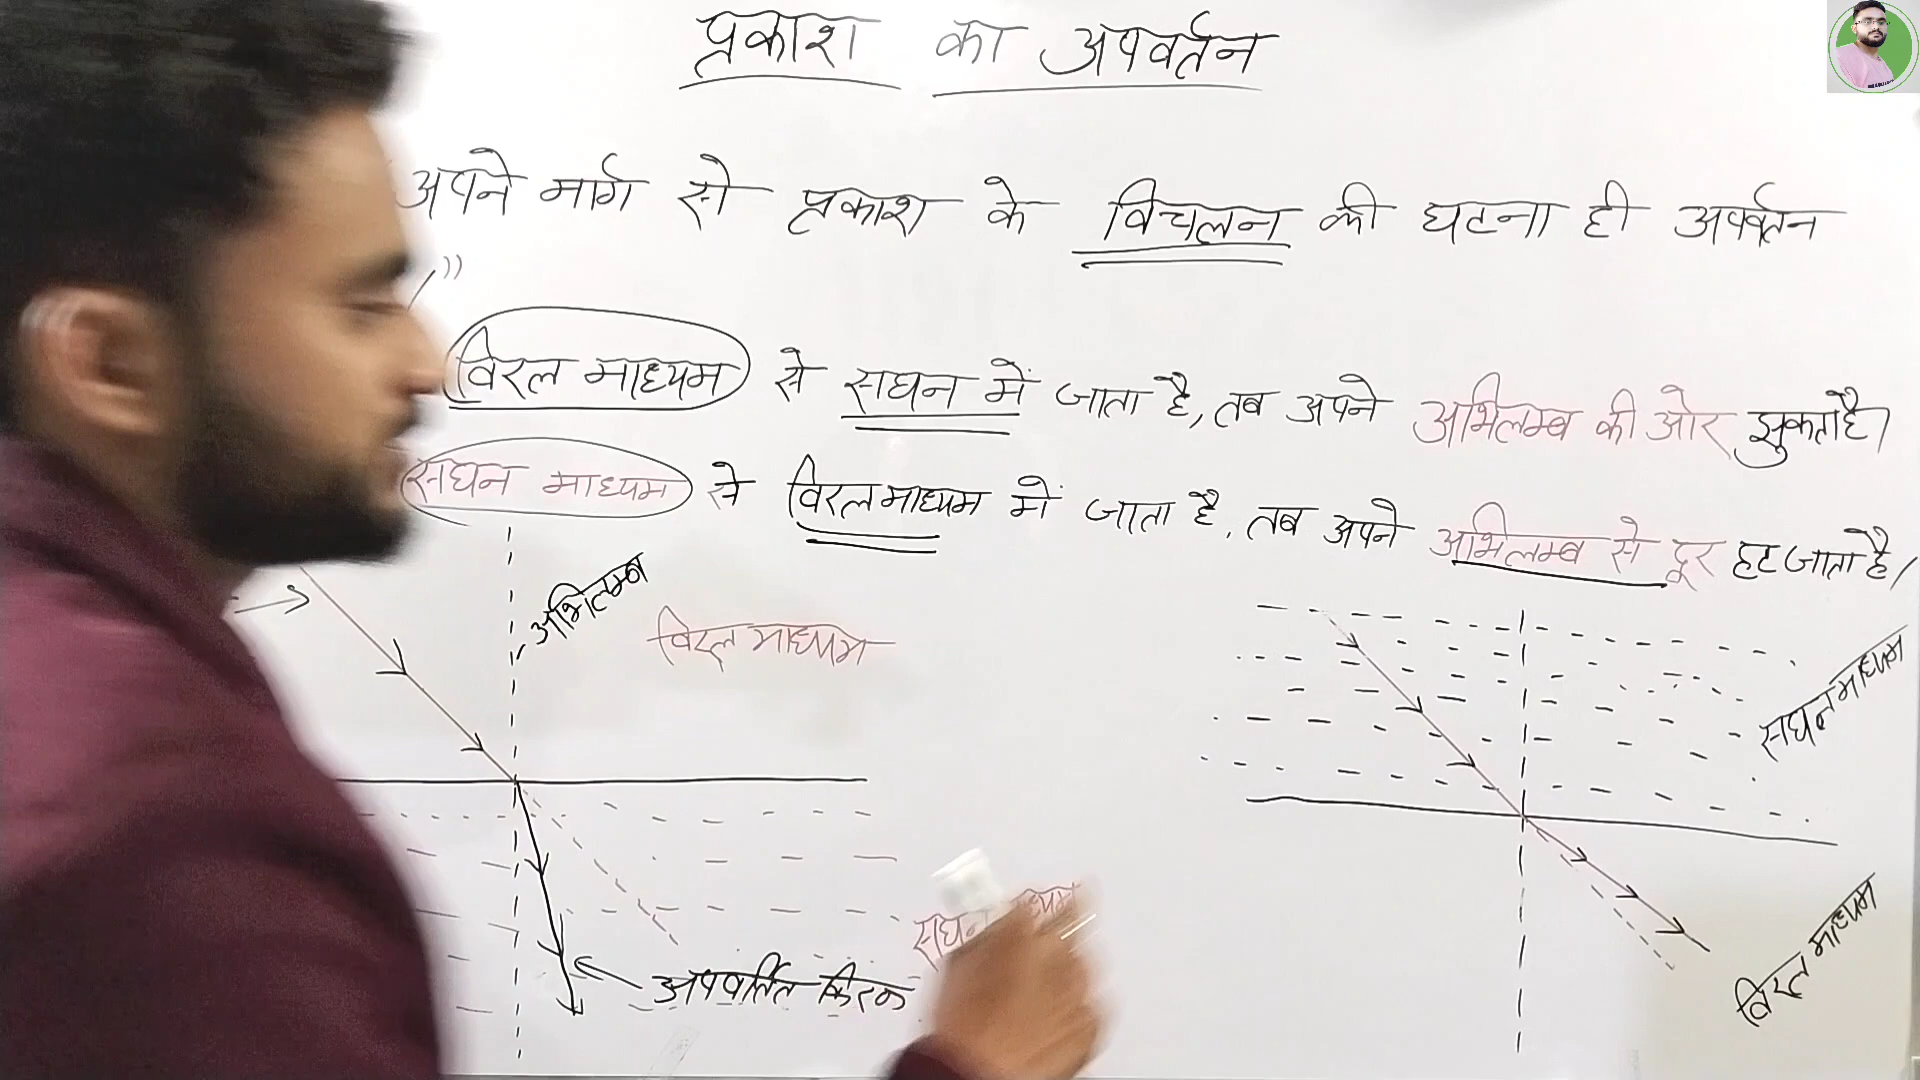 प्रकाश का अपवर्तन
अपने मार्ग से प्रकाश के विचलन की घटना ही अपवर्तन
विरल माध्यम से सघन में जाता है, तब अपने अभिलम्ब की ओर झुकता है।
सघन माध्यम से विरल माध्यम में जाता है, तब अपने अभिलम्ब से दूर हट जाता है।
अभिलम्ब
विरल माध्यम
सघन माध्यम
सघन
अपवर्तित किरण
विरल माध्यम